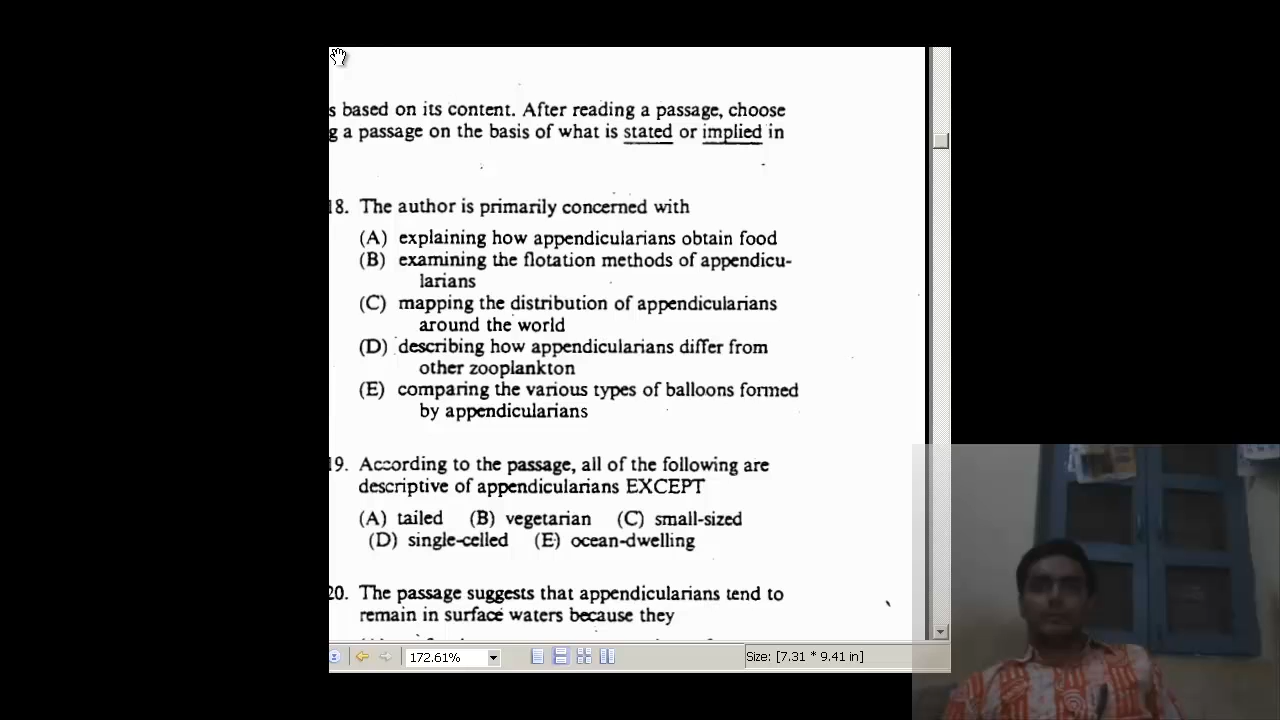 s based on its content. After reading a passage, choose
g a passage on the basis of what is stated or implied in
18. The author is primarily concerned with
(A) explaining how appendicularians obtain food
(B) examining the flotation methods of appendicu-
larians
(C) mapping the distribution of appendicularians
around the world
(D) describing how appendicularians differ from
other zooplankton
(E) comparing the various types of balloons formed
by appendicularians
19. According to the passage, all of the following are
descriptive of appendicularians EXCEPT
(A) tailed (B) vegetarian (C) small-sized
(D) single-celled (E) ocean-dwelling
20. The passage suggests that appendicularians tend to
remain in surface waters because they
172.61%
Size: [7.31 * 9.41 in]